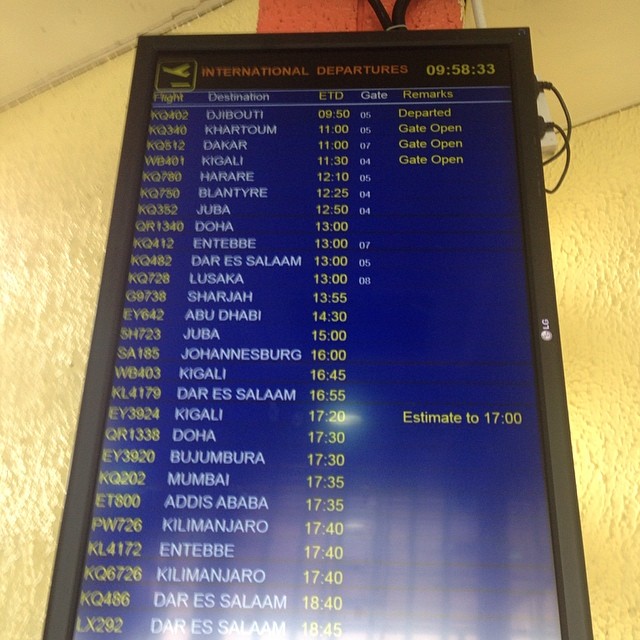 INTERNATIONAL DEPARTURES 09:58:33
Flight Destination ETD Gate Remarks
KQ402 DJIBOUTI 09:50 05 Departed
KQ340 KHARTOUM 11:00 05 Gate Open
KQ512 DAKAR 11:00 07 Gate Open
WB401 KIGALI 11:30 04 Gate Open
KQ780 HARARE 12:10 05
KQ750 BLANTYRE 12:25 04
KQ352 JUBA 12:50 04
QR1340 DOHA 13:00
KQ412 ENTEBBE 13:00 07
KQ482 DAR ES SALAAM 13:00 05
KQ728 LUSAKA 13:00 08
G9738 SHARJAH 13:55
EY642 ABU DHABI 14:30
5H723 JUBA 15:00
SA185 JOHANNESBURG 16:00
WB403 KIGALI 16:45
KL4179 DAR ES SALAAM 16:55
EY3924 KIGALI 17:20 Estimate to 17:00
QR1338 DOHA 17:30
EY3920 BUJUMBURA 17:30
KQ202 MUMBAI 17:35
ET800 ADDIS ABABA 17:35
PW726 KILIMANJARO 17:40
KL4172 ENTEBBE 17:40
KQ6726 KILIMANJARO 17:40
KQ486 DAR ES SALAAM 18:40
LX292 DAR ES SALAAM 18:45
LG